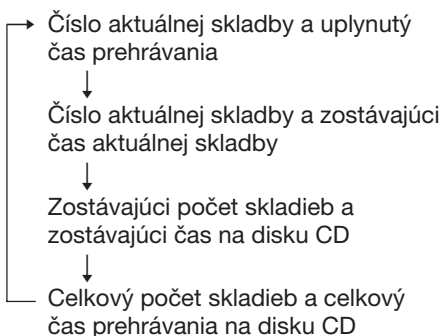 Číslo aktuálnej skladby a uplynutý
čas prehrávania
Číslo aktuálnej skladby a zostávajúci
čas aktuálnej skladby
Zostávajúci počet skladieb a
zostávajúci čas na disku CD
Celkový počet skladieb a celkový
čas prehrávania na disku CD